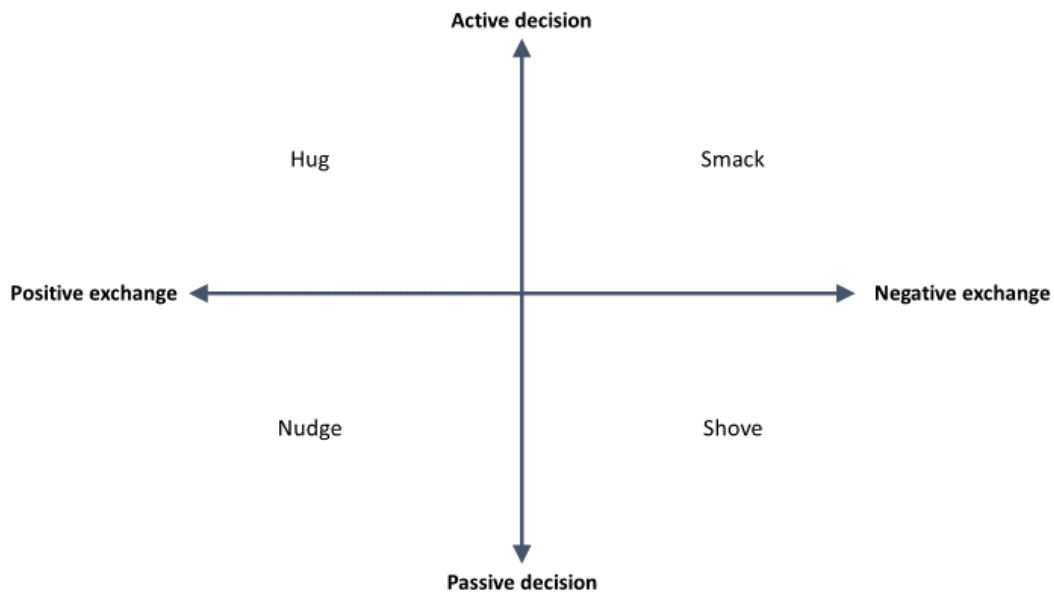 Active decision
Hug
Smack
Positive exchange
Negative exchange
Nudge
Shove
Passive decision